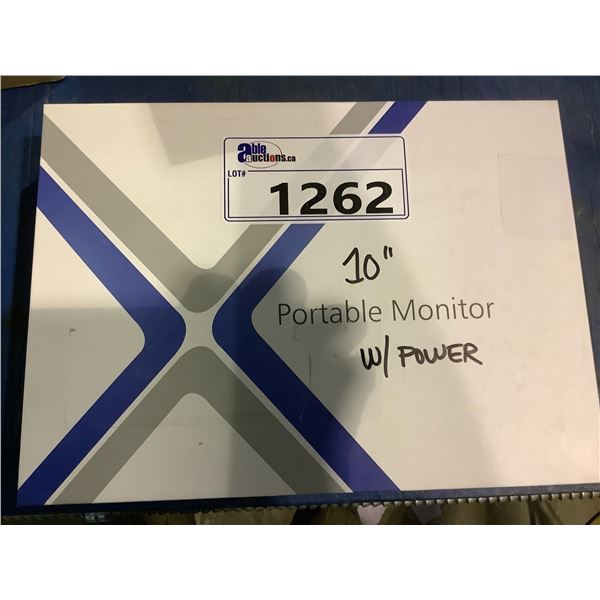 able
auctions.ca
LOT#
1262
10"
Portable Monitor
W/ POWER